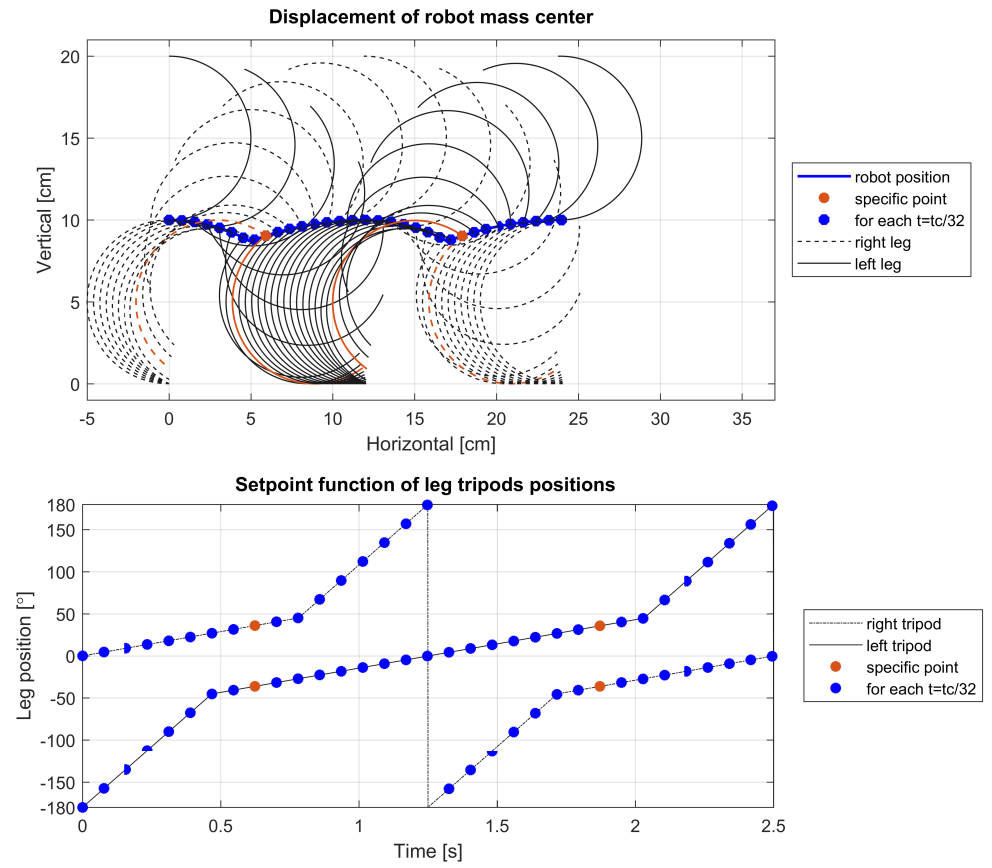 Displacement of robot mass center
20
15
10
5
0
Vertical [cm]
-5 0 5 10 15 20 25 30 35
Horizontal [cm]
robot position
specific point
for each t=tc/32
right leg
left leg
Setpoint function of leg tripods positions
180
150
100
50
0
-50
-100
-150
-180
Leg position [°]
0 0.5 1 1.5 2 2.5
Time [s]
right tripod
left tripod
specific point
for each t=tc/32